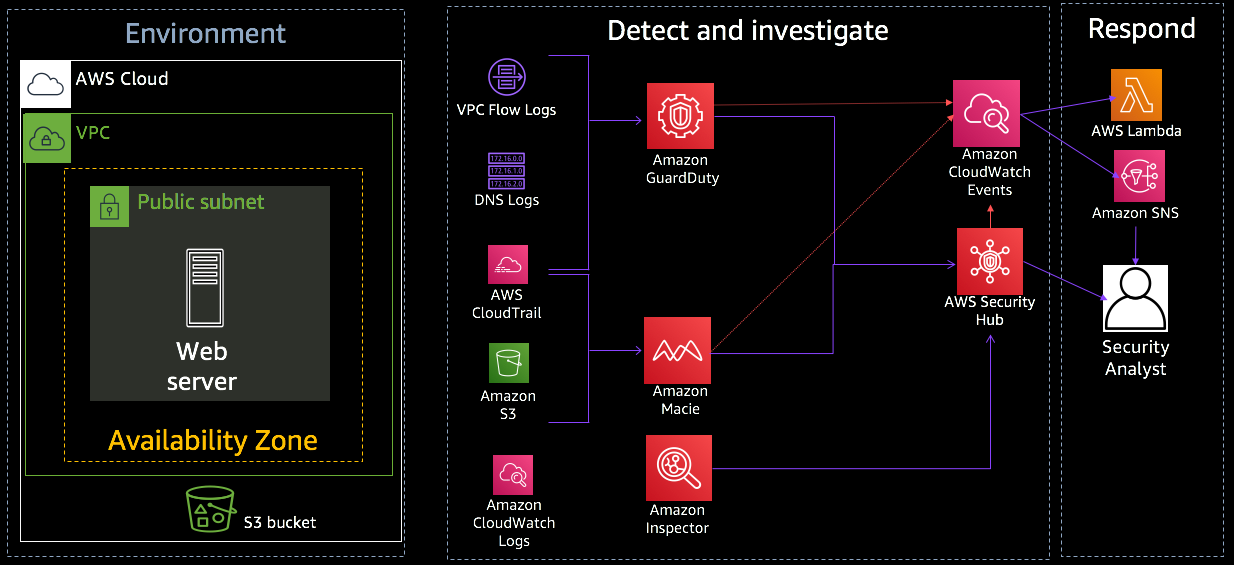 Environment
AWS Cloud
VPC
Public subnet
Web
server
Availability Zone
S3 bucket
Detect and investigate
VPC Flow Logs
172.16.0.0
172.16.1.0
172.16.2.0
DNS Logs
AWS
CloudTrail
Amazon
S3
Amazon
CloudWatch
Logs
Amazon
GuardDuty
Amazon
Macie
Amazon
Inspector
Amazon
CloudWatch
Events
AWS Security
Hub
Respond
AWS Lambda
Amazon SNS
Security
Analyst